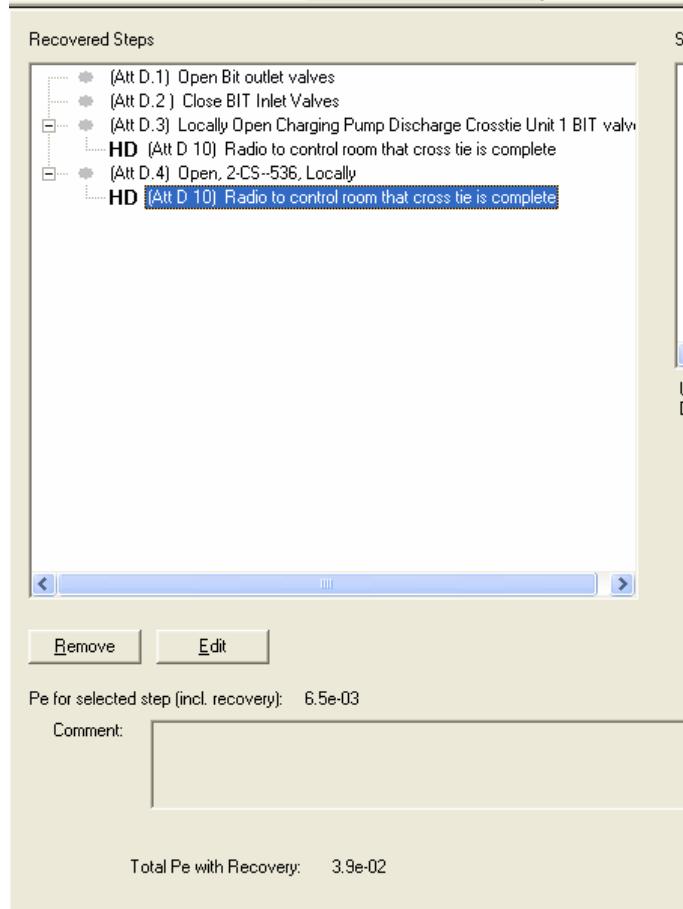 Recovered Steps
S
(Att D.1) Open Bit outlet valves
(Att D.2 ) Close BIT Inlet Valves
(Att D.3) Locally Open Charging Pump Discharge Crosstie Unit 1 BIT valv
HD (Att D 10) Radio to control room that cross tie is complete
(Att D.4) Open, 2-CS--536, Locally
HD (Att D 10) Radio to control room that cross tie is complete
Remove Edit
Pe for selected step (incl. recovery): 6.5e-03
Comment:
Total Pe with Recovery: 3.9e-02